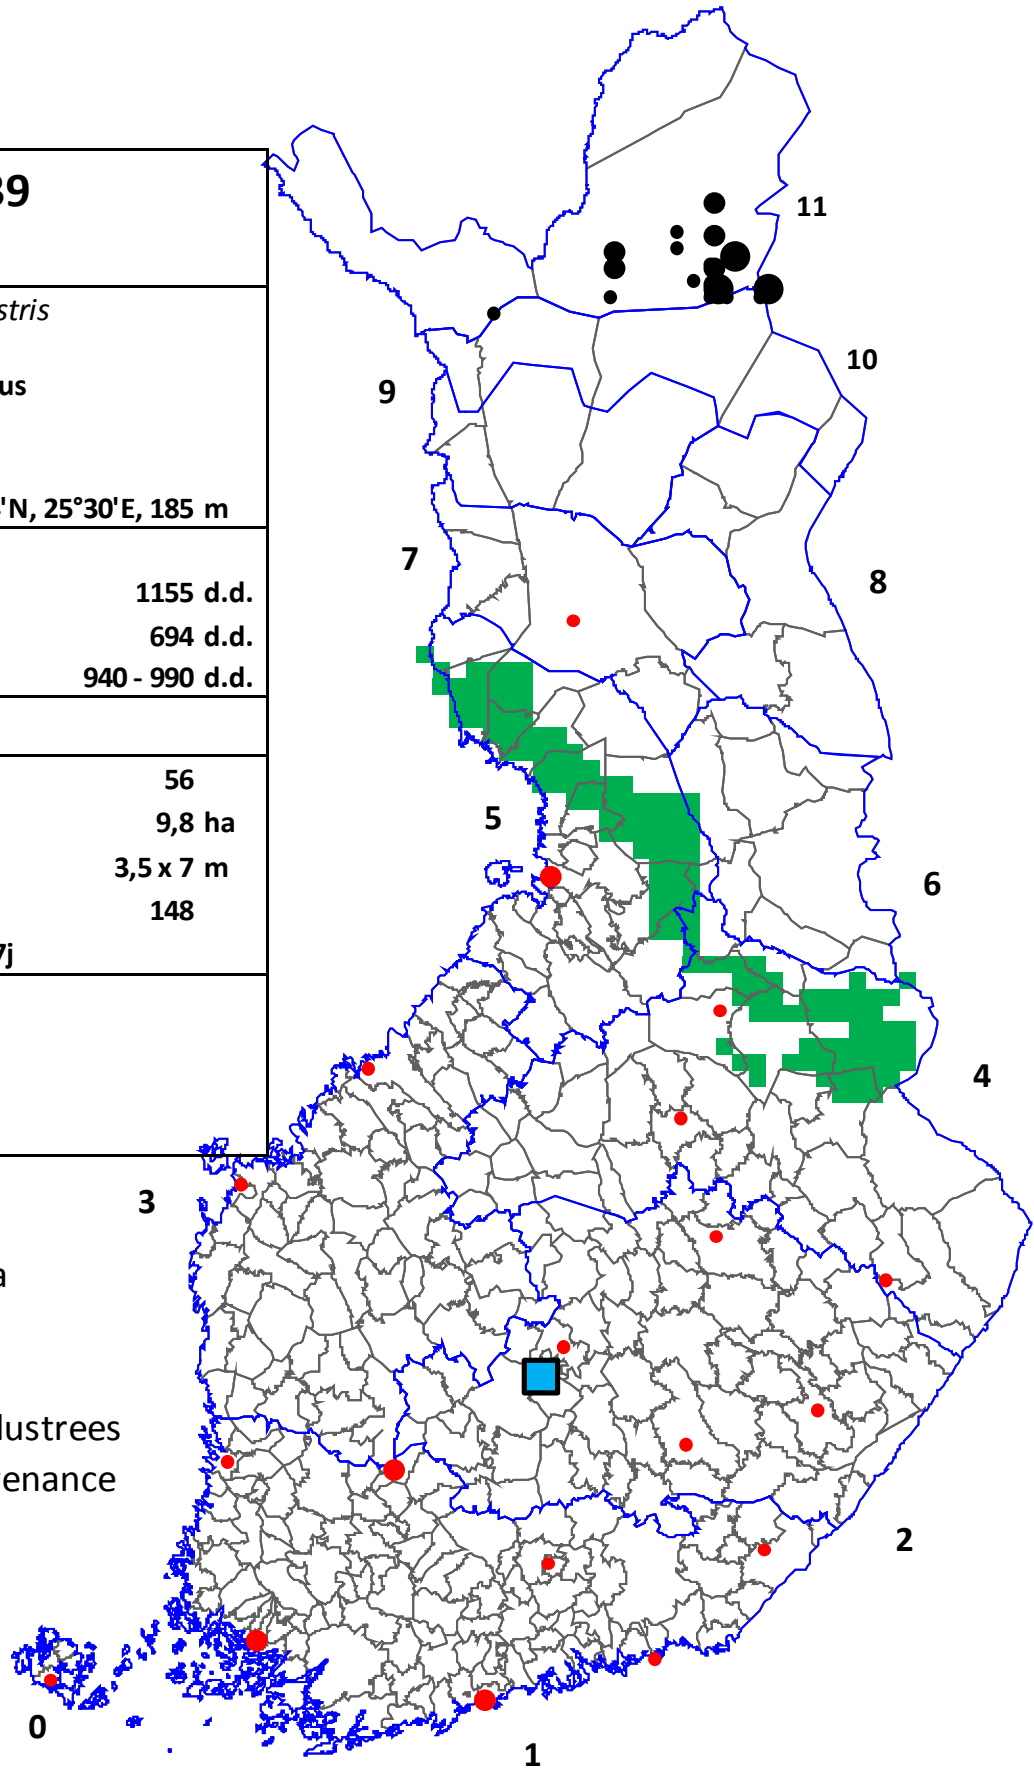 39
stris
us
'N, 25°30'E, 185 m
1155 d.d.
694 d.d.
940 - 990 d.d.
56
9,8 ha
3,5 x 7 m
148
7j
11
10
9
7
8
5
6
4
3
a
lustrees
enance
2
0
1